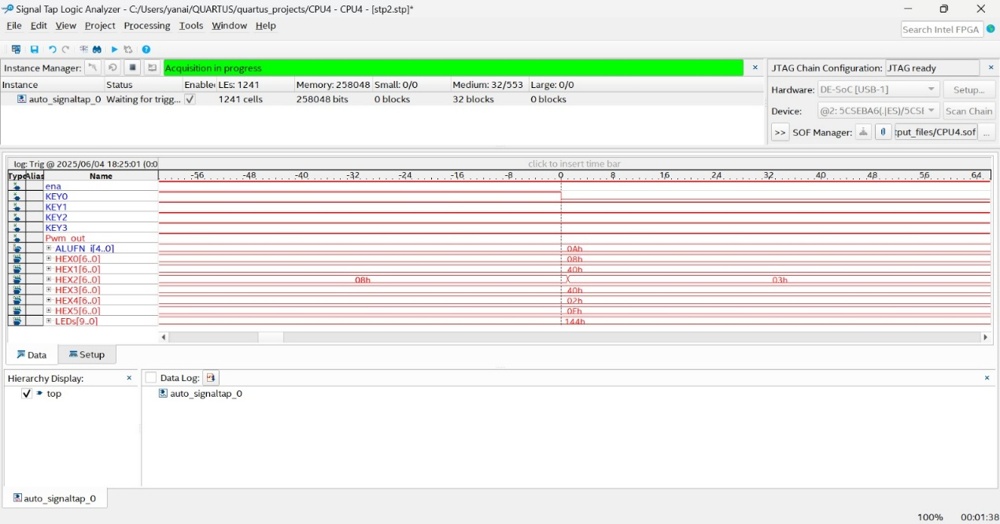 Signal Tap Logic Analyzer - C:/Users/yanai/QUARTUS/quartus_projects/CPU4 - CPU4 - [stp2.stp]*
File Edit View Project Processing Tools Window Help
Search Intel FPGA
Instance Manager: Acquisition in progress
JTAG Chain Configuration: JTAG ready
Instance Status Enable LEs: 1241 Memory: 258048 Small: 0/0 Medium: 32/553 Large: 0/0
auto_signaltap_0 Waiting for trigg... 1241 cells 258048 bits 0 blocks 32 blocks 0 blocks
Hardware: DE-SoC [USB-1] Setup...
Device: @2: 5CSEBA6(.|ES)/5CSE Scan Chain
>> SOF Manager: tput_files/CPU4.sof ...
log: Trig @ 2025/06/04 18:25:01 (0:0 click to insert time bar
Type Alias Name -56 -48 -40 -32 -24 -16 -8 0 8 16 24 32 40 48 56 64
ena
KEY0
KEY1
KEY2
KEY3
Pwm_out
ALUFN_i[4..0] 0Ah
HEX0[6..0] 08h
HEX1[6..0] 40h
HEX2[6..0] 08h 03h
HEX3[6..0] 40h
HEX4[6..0] 02h
HEX5[6..0] 0Eh
LEDs[9..0] 144h
Data Setup
Hierarchy Display:
top
Data Log:
auto_signaltap_0
auto_signaltap_0
100% 00:01:38